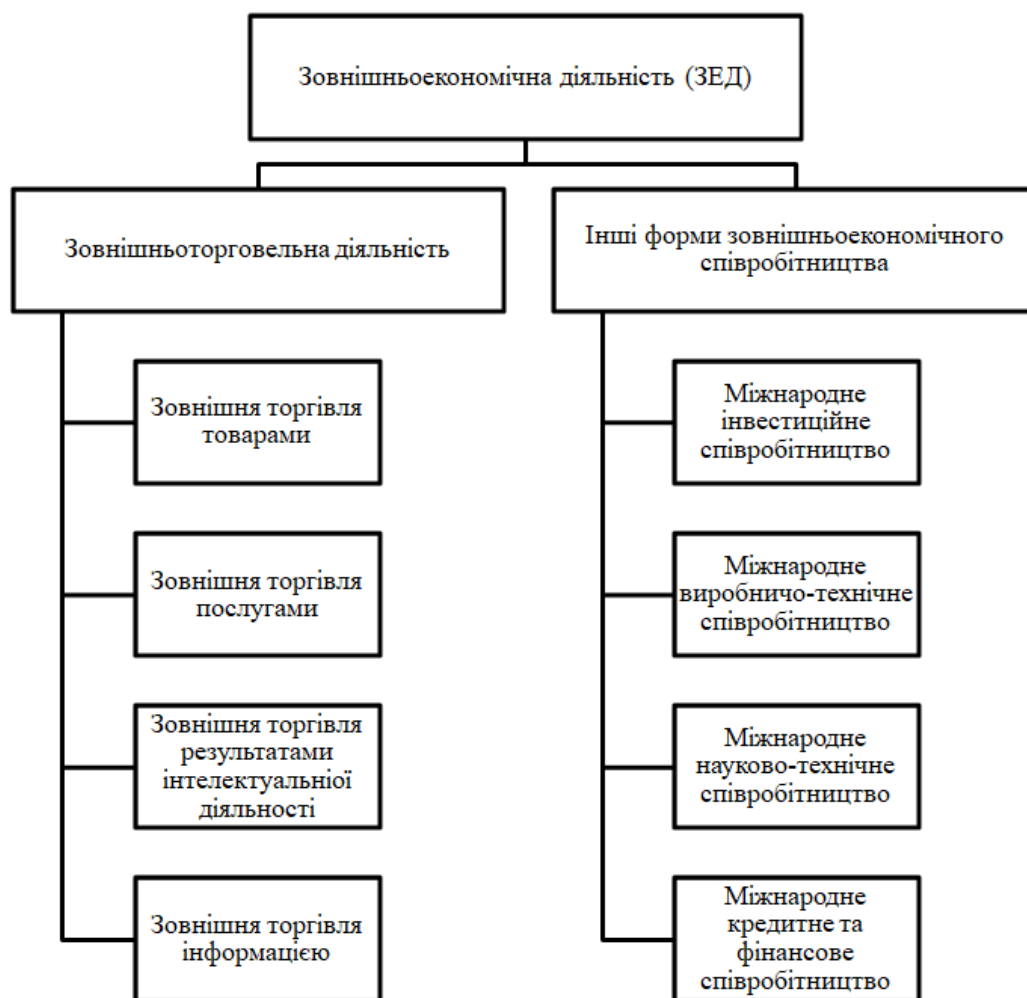 Зовнішньоекономічна діяльність (ЗЕД)
Зовнішньоторговельна діяльність
Зовнішня торгівля
товарами
Зовнішня торгівля
послугами
Зовнішня торгівля
результатами
інтелектуальніої
діяльності
Зовнішня торгівля
інформацією
Інші форми зовнішньоекономічного
співробітництва
Міжнародне
інвестиційне
співробітництво
Міжнародне
виробничо-технічне
співробітництво
Міжнародне
науково-технічне
співробітництво
Міжнародне
кредитне та
фінансове
співробітництво